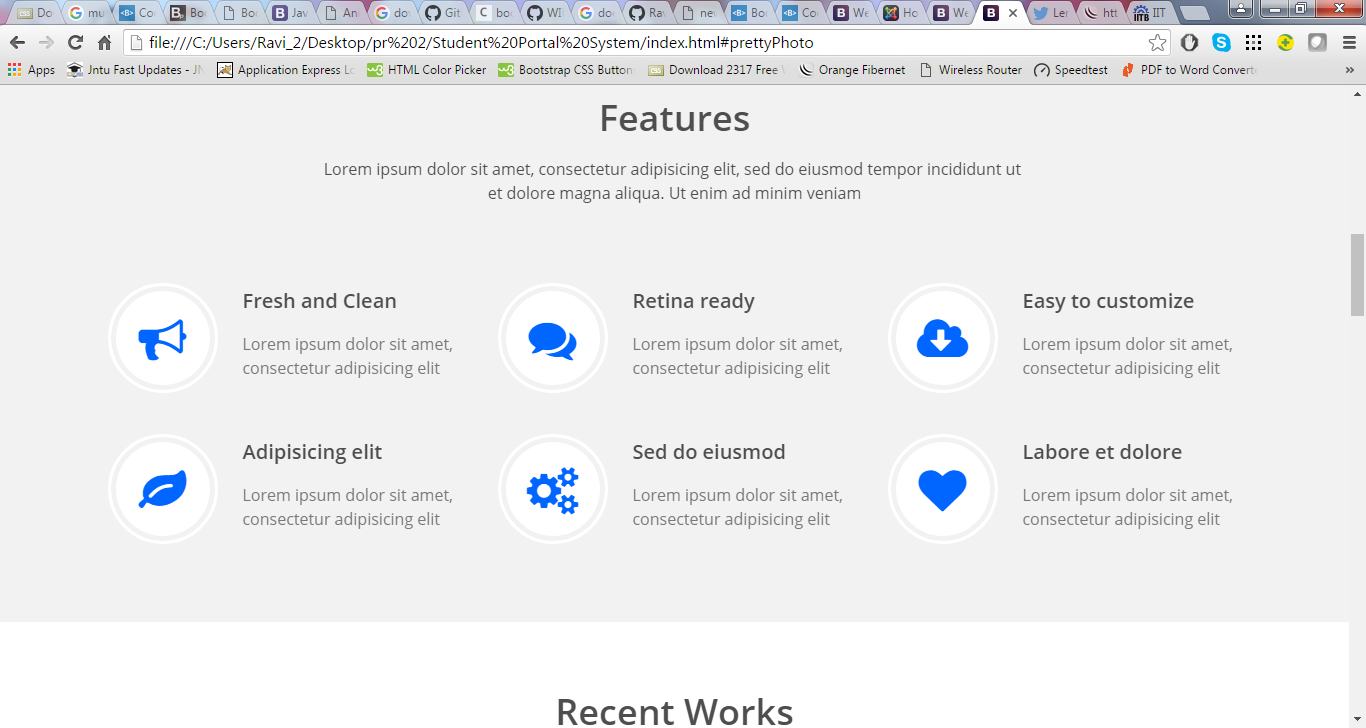 Do
mu
Co
Bo
Bo
Jav
An
do
Git
boo
WI
do
Ra
ne
Bo
Co
We
Ho
We
Le
htt
IIT
file:///C:/Users/Ravi_2/Desktop/pr%202/Student%20Portal%20System/index.html#prettyPhoto
Apps
Jntu Fast Updates - JN
Application Express Lo
HTML Color Picker
Bootstrap CSS Button
Download 2317 Free
Orange Fibernet
Wireless Router
Speedtest
PDF to Word Convert
Features
Lorem ipsum dolor sit amet, consectetur adipisicing elit, sed do eiusmod tempor incididunt ut
et dolore magna aliqua. Ut enim ad minim veniam
Fresh and Clean
Lorem ipsum dolor sit amet,
consectetur adipisicing elit
Retina ready
Lorem ipsum dolor sit amet,
consectetur adipisicing elit
Easy to customize
Lorem ipsum dolor sit amet,
consectetur adipisicing elit
Adipisicing elit
Lorem ipsum dolor sit amet,
consectetur adipisicing elit
Sed do eiusmod
Lorem ipsum dolor sit amet,
consectetur adipisicing elit
Labore et dolore
Lorem ipsum dolor sit amet,
consectetur adipisicing elit
Recent Works